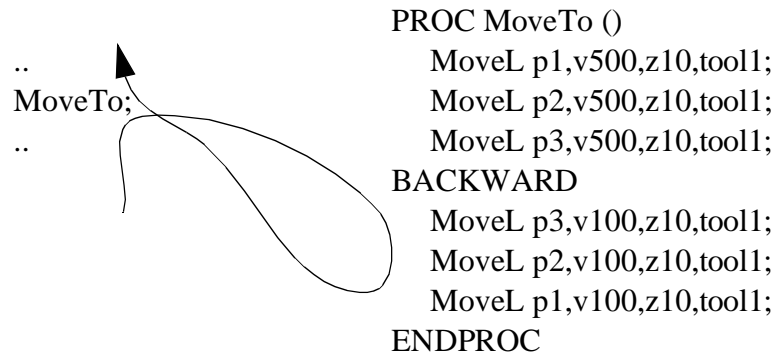 PROC MoveTo ()
..
MoveL p1,v500,z10,tool1;
MoveTo;
MoveL p2,v500,z10,tool1;
..
MoveL p3,v500,z10,tool1;
BACKWARD
MoveL p3,v100,z10,tool1;
MoveL p2,v100,z10,tool1;
MoveL p1,v100,z10,tool1;
ENDPROC